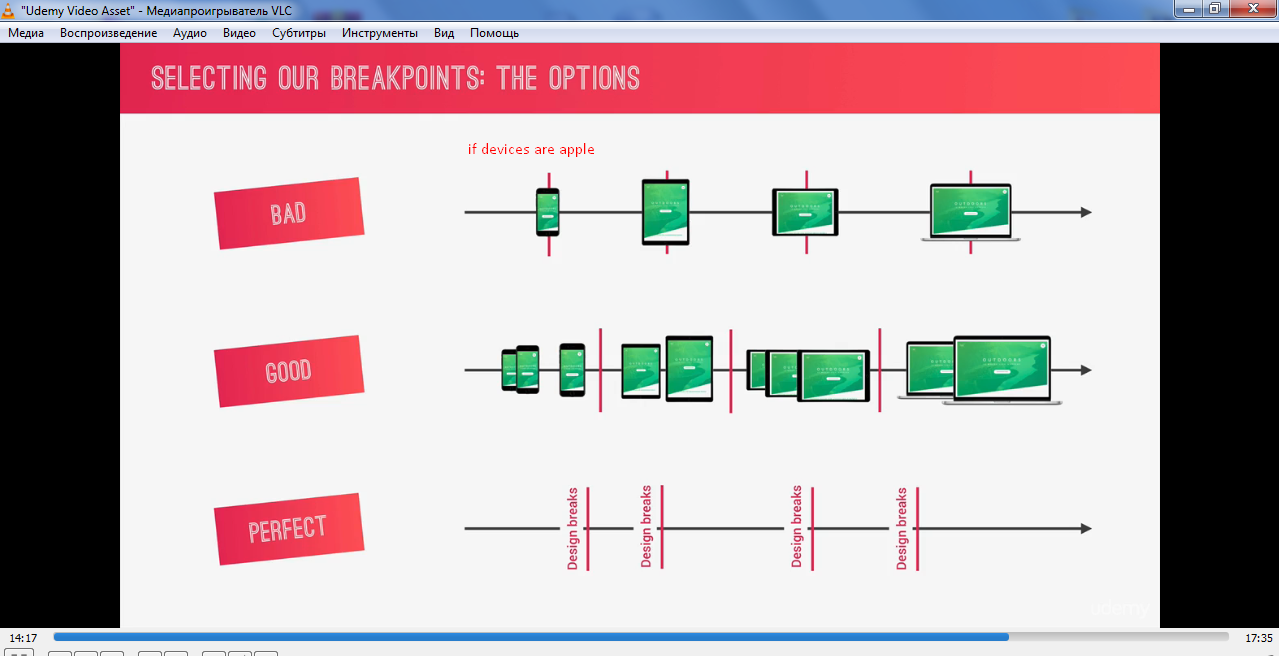 "Udemy Video Asset" - Медиапроигрыватель VLC
Медиа Воспроизведение Аудио Видео Субтитры Инструменты Вид Помощь
SELECTING OUR BREAKPOINTS: THE OPTIONS
if devices are apple
BAD
GOOD
PERFECT
Design breaks
Design breaks
Design breaks
Design breaks
udemy
14:17
17:35